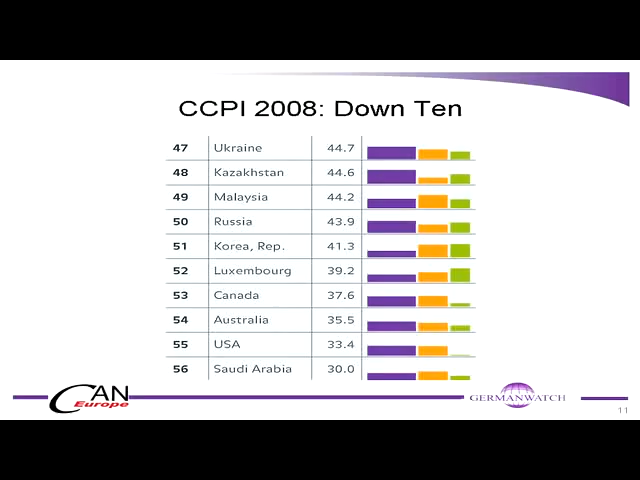 CCPI 2008: Down Ten
47 Ukraine 44.7
48 Kazakhstan 44.6
49 Malaysia 44.2
50 Russia 43.9
51 Korea, Rep. 41.3
52 Luxembourg 39.2
53 Canada 37.6
54 Australia 35.5
55 USA 33.4
56 Saudi Arabia 30.0
CAN
Europe
GERMANWATCH
11